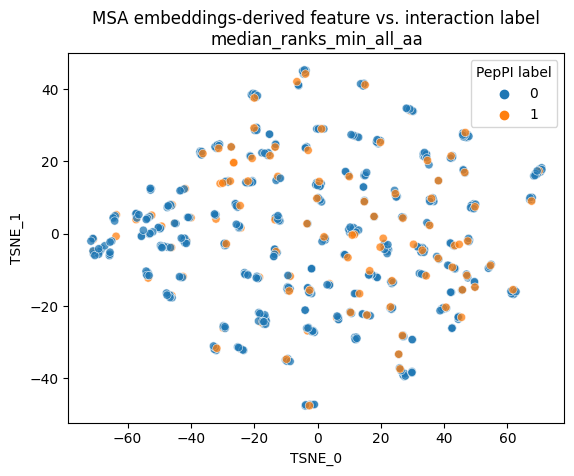 MSA embeddings-derived feature vs. interaction label
median_ranks_min_all_aa
PepPI label
0
1
40
20
0
−20
−40
TSNE_1
−60
−40
−20
0
20
40
60
TSNE_0